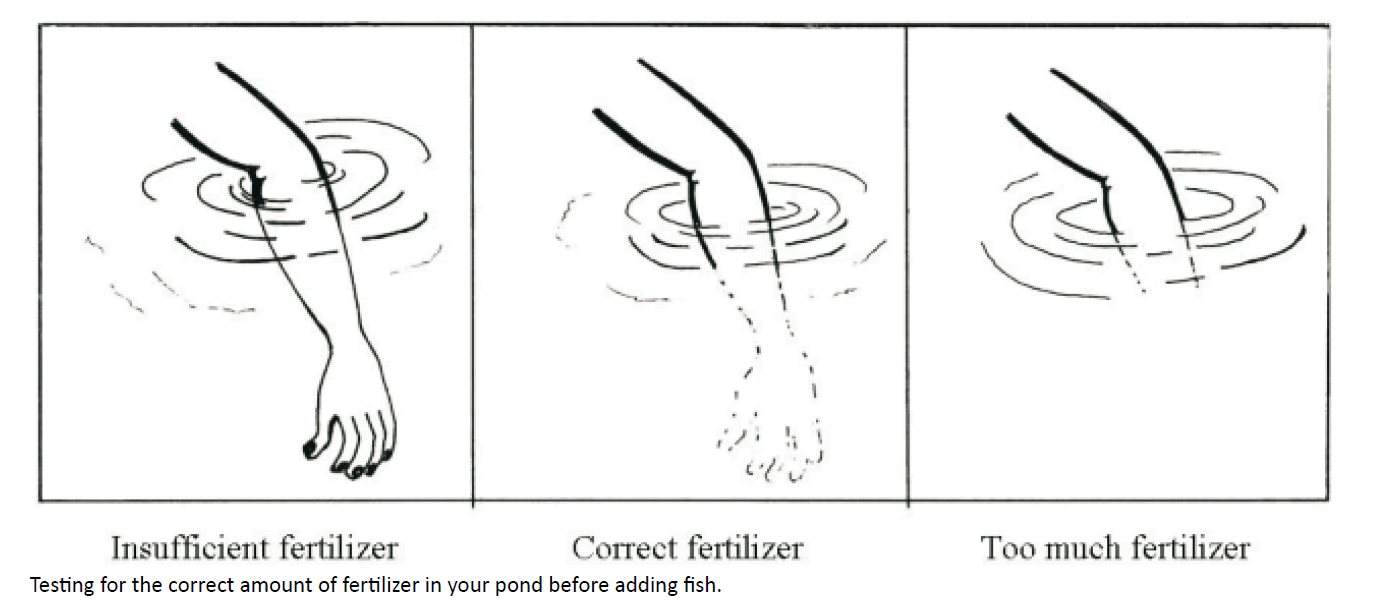 Insufficient fertilizer
Correct fertilizer
Too much fertilizer
Testing for the correct amount of fertilizer in your pond before adding fish.